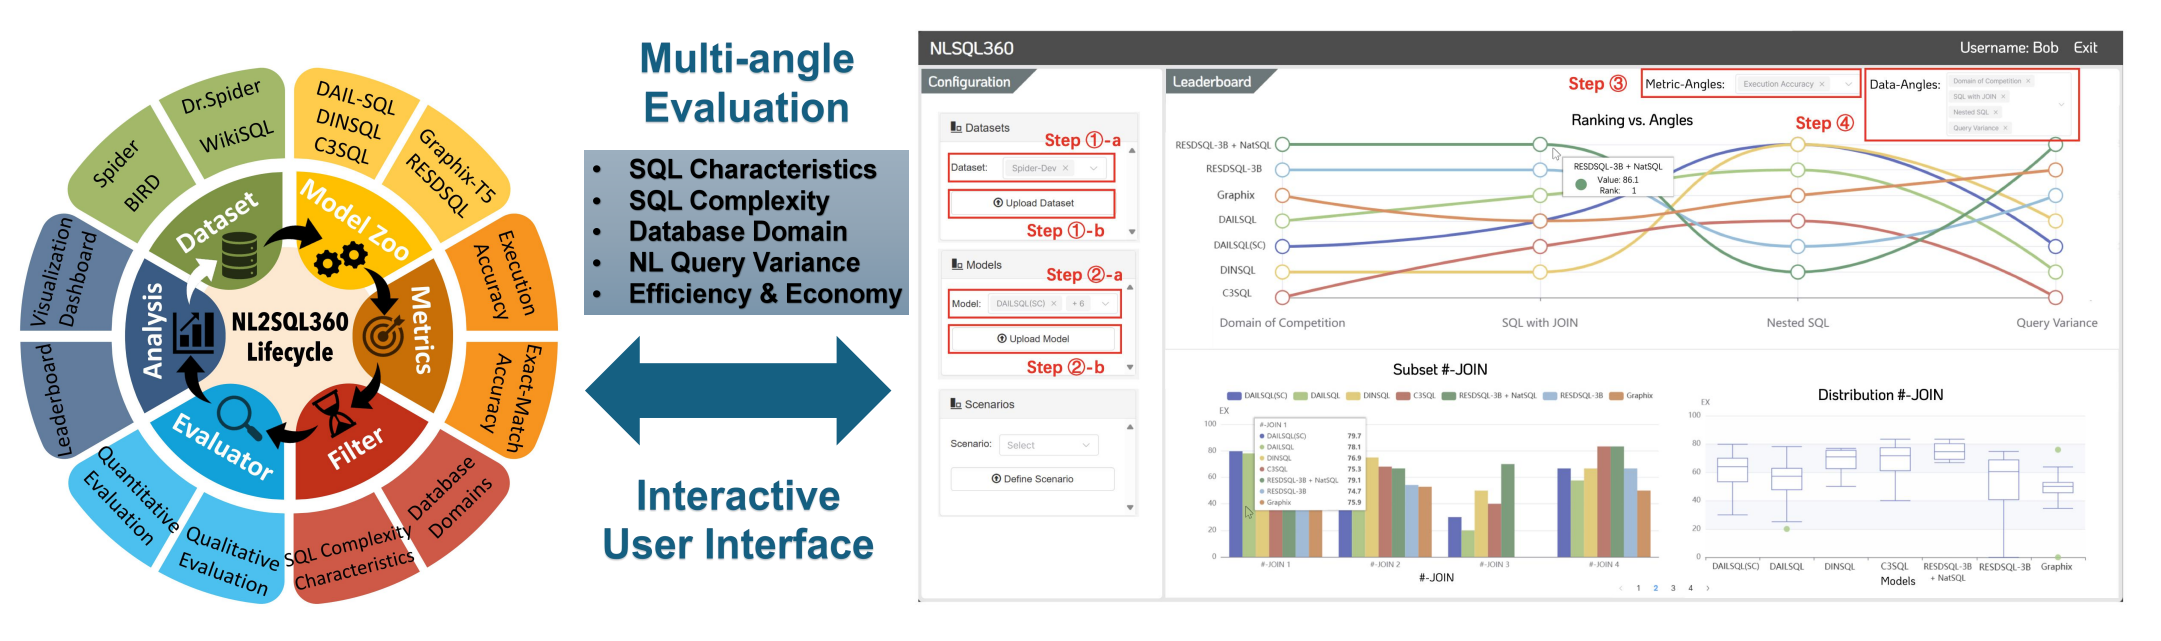 Dr.Spider
WikiSQL
Spider
BIRD
Dataset
DAIL-SQL
DINSQL
C3SQL
Graphix-T5
RESDSQL
Model Zoo
Execution
Accuracy
Exact-Match
Accuracy
Metrics
Database
Domains
SQL Complexity
Characteristics
Filter
Qualitative
Evaluation
Quantitative
Evaluation
Evaluator
Leaderboard
Visualization
Dashboard
Analysis
NL2SQL360
Lifecycle
Multi-angle
Evaluation
• SQL Characteristics
• SQL Complexity
• Database Domain
• NL Query Variance
• Efficiency & Economy
Interactive
User Interface
NLSQL360
Username: Bob Exit
Configuration
Datasets
Step ①-a
Dataset: Spider-Dev ×
Upload Dataset
Step ①-b
Models
Step ②-a
Model: DAILSQL(SC) × + 6
Upload Model
Step ②-b
Scenarios
Scenario: Select
Define Scenario
Leaderboard
Step ③ Metric-Angles: Execution Accuracy ×
Data-Angles:
Domain of Competition ×
SQL with JOIN ×
Nested SQL ×
Query Variance ×
Step ④
Ranking vs. Angles
RESDSQL-3B + NatSQL
RESDSQL-3B
Graphix
DAILSQL
DAILSQL(SC)
DINSQL
C3SQL
RESDSQL-3B + NatSQL
Value: 86.1
Rank: 1
Domain of Competition SQL with JOIN Nested SQL Query Variance
Subset #-JOIN
DAILSQL(SC) DAILSQL DINSQL C3SQL RESDSQL-3B + NatSQL RESDSQL-3B Graphix
EX
100
80
60
40
20
0
#-JOIN 1
DAILSQL(SC) 79.7
DAILSQL 78.1
DINSQL 76.9
C3SQL 75.3
RESDSQL-3B + NatSQL 79.1
RESDSQL-3B 74.7
Graphix 75.9
#-JOIN 1 #-JOIN 2 #-JOIN 3 #-JOIN 4
#-JOIN
Distribution #-JOIN
EX
100
80
60
40
20
0
DAILSQL(SC) DAILSQL DINSQL C3SQL RESDSQL-3B + NatSQL RESDSQL-3B Graphix
Models
< 1 2 3 4 >